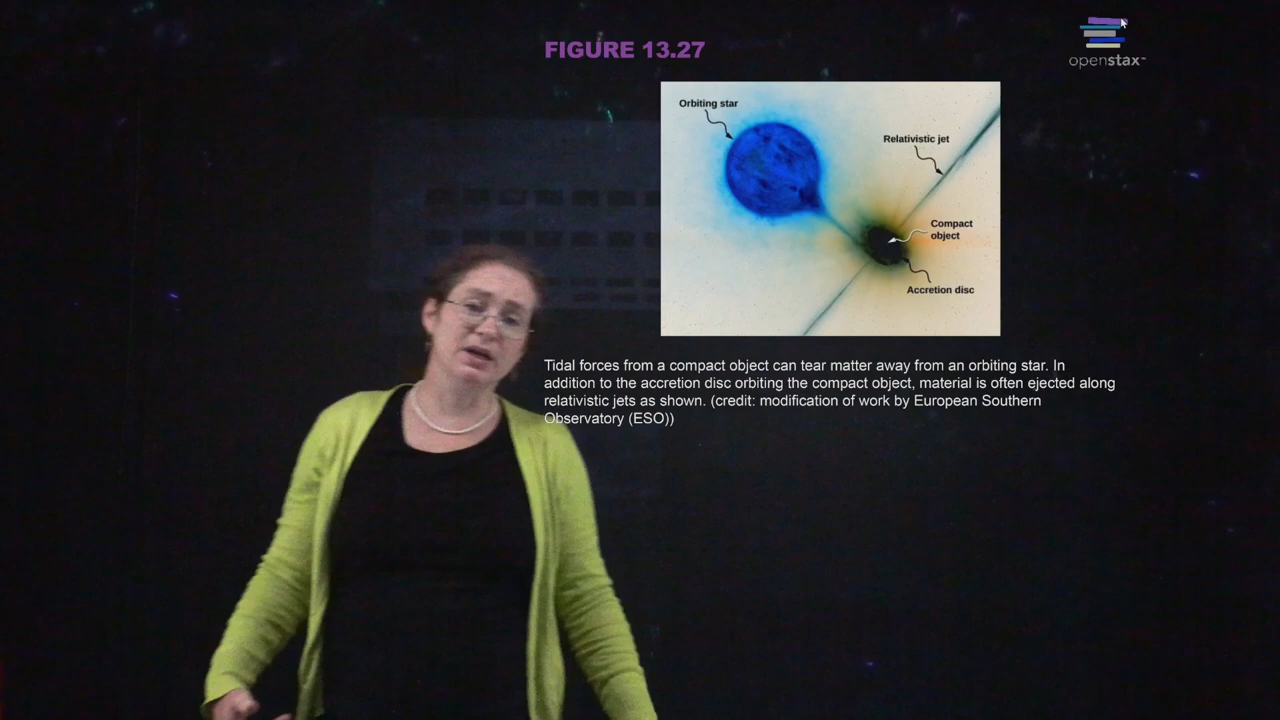 FIGURE 13.27
openstax™
Orbiting star
Relativistic jet
Compact
object
Accretion disc
Tidal forces from a compact object can tear matter away from an orbiting star. In
addition to the accretion disc orbiting the compact object, material is often ejected along
relativistic jets as shown. (credit: modification of work by European Southern
Observatory (ESO))